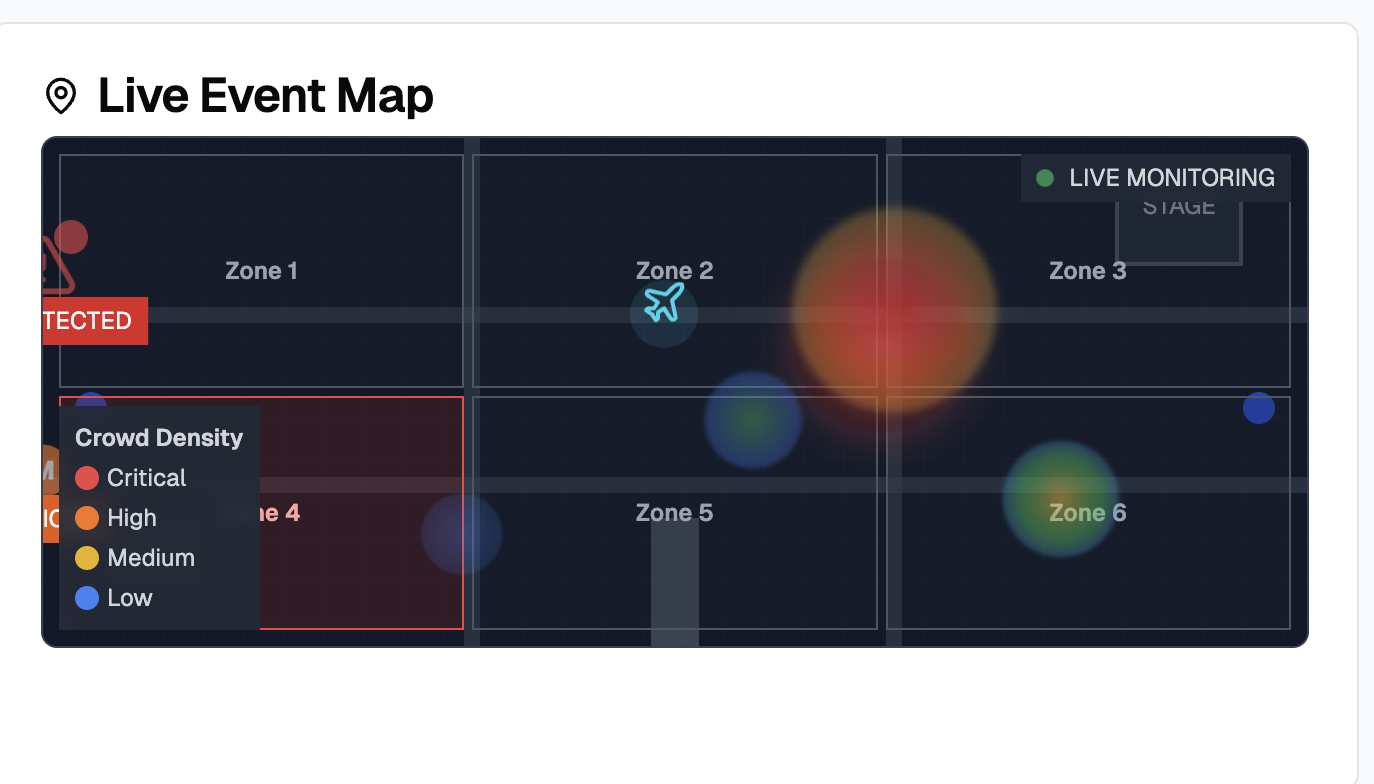 Live Event Map
LIVE MONITORING
STAGE
Zone 1
Zone 2
Zone 3
TECTED
Crowd Density
Critical
High
Medium
Low
ne 4
Zone 5
Zone 6
M
IC